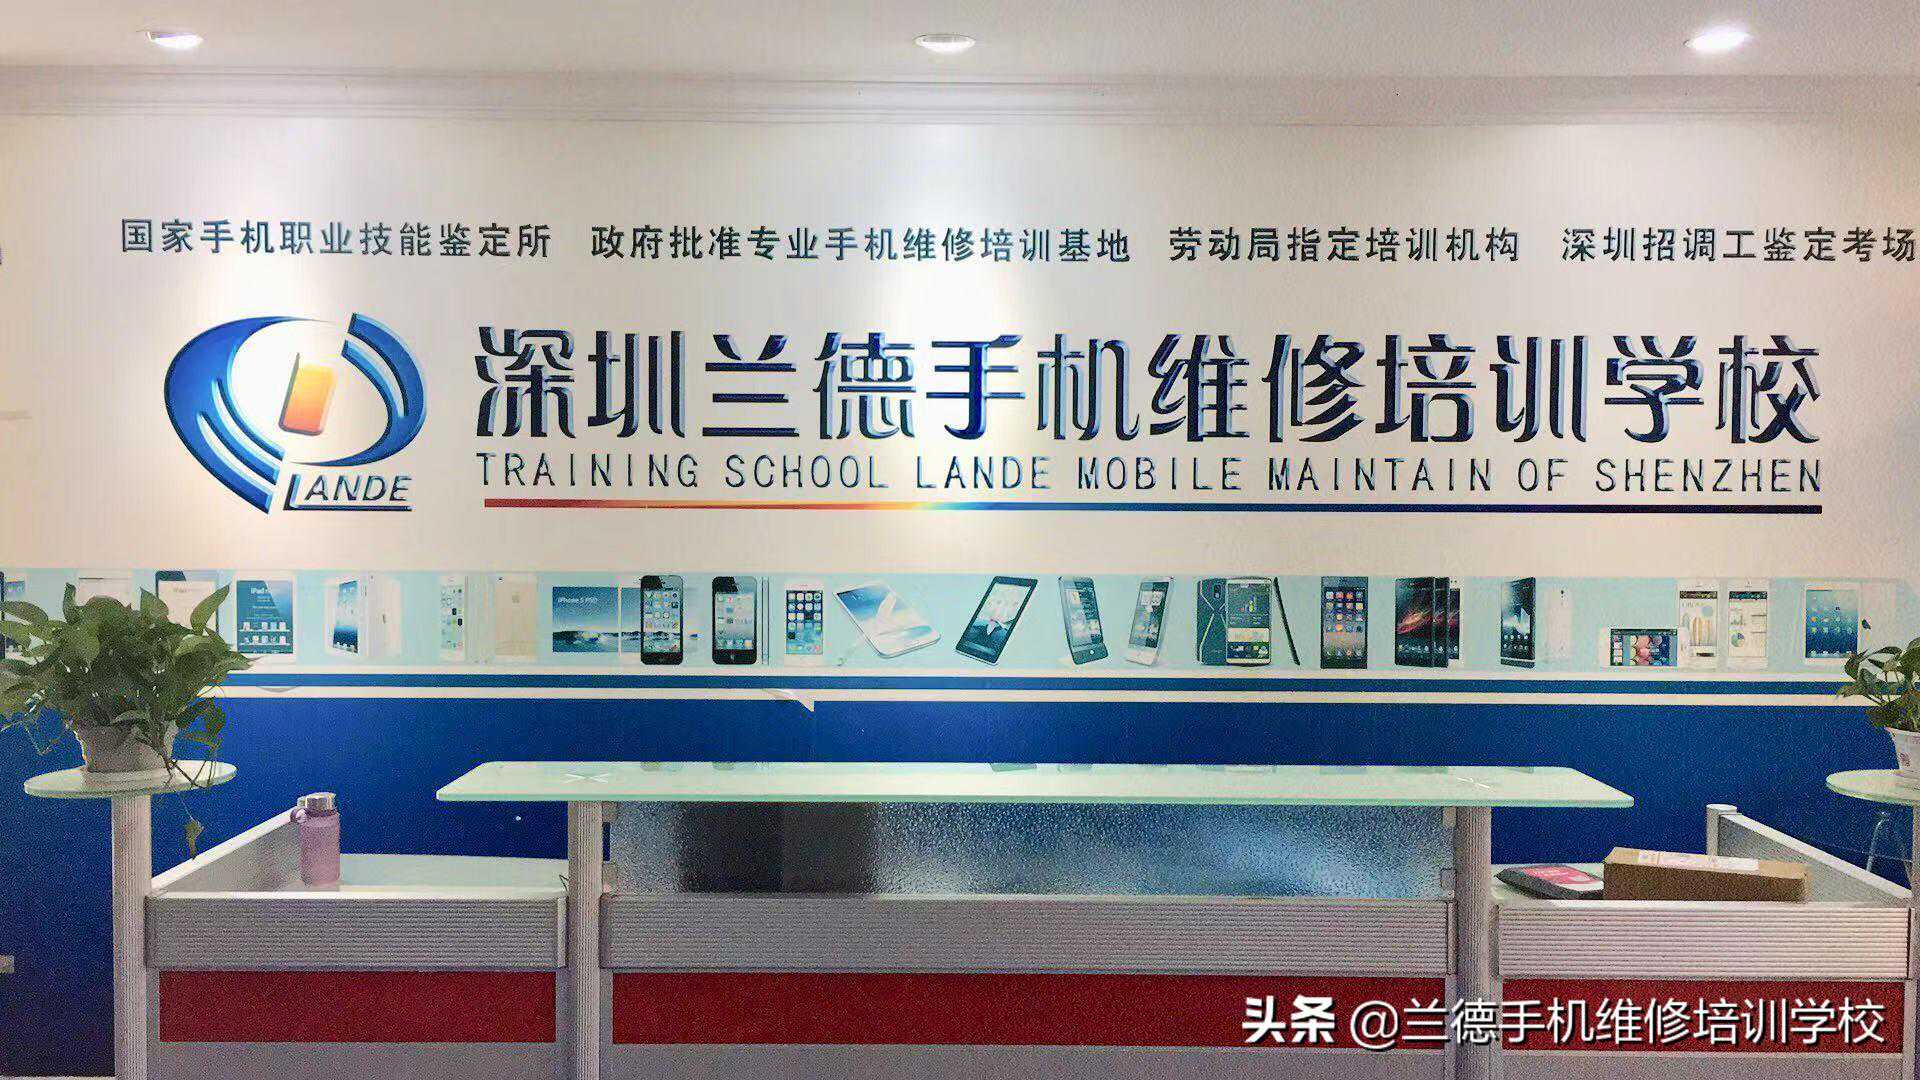 国家手机职业技能鉴定所 政府批准专业手机维修培训基地 劳动局指定培训机构 深圳招调工鉴定考场
深圳兰德手机维修培训学校
TRAINING SCHOOL LANDE MOBILE MAINTAIN OF SHENZHEN
LANDE
iPhone 5 PSD
头条 @兰德手机维修培训学校